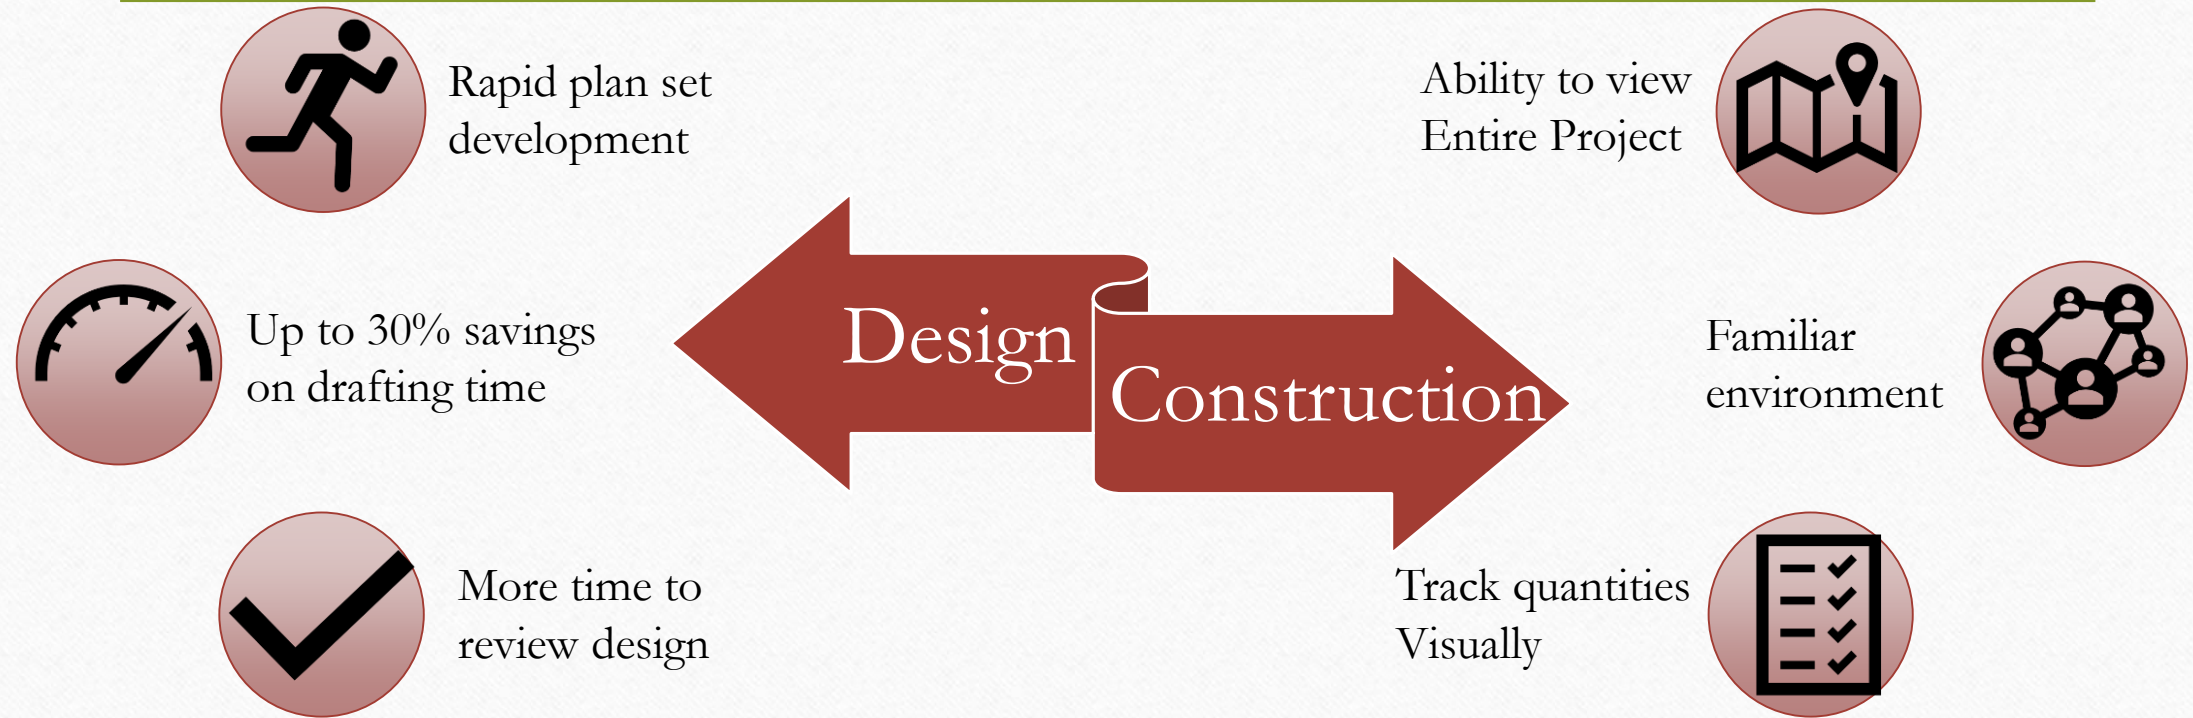 Rapid plan set
development
Up to 30% savings
on drafting time
More time to
review design
Design
Construction
Ability to view
Entire Project
Familiar
environment
Track quantities
Visually